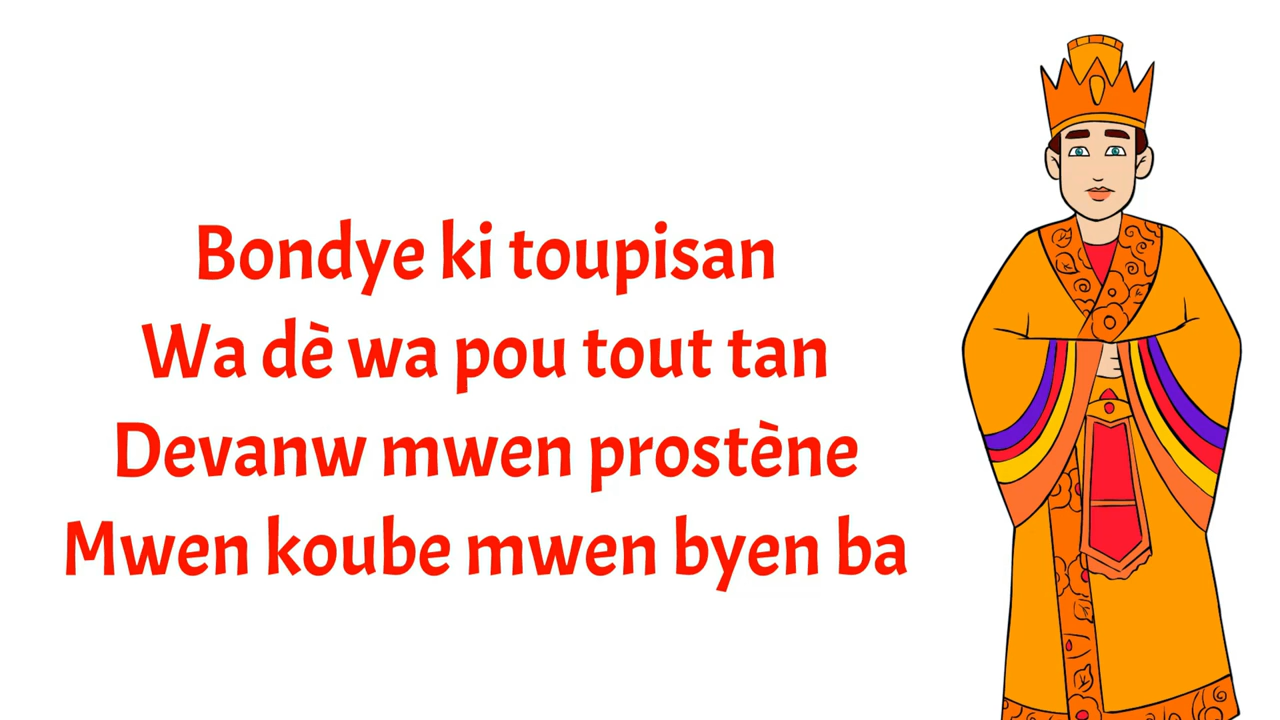 Bondye ki toupisan
Wa dè wa pou tout tan
Devanw mwen prostène
Mwen koube mwen byen ba